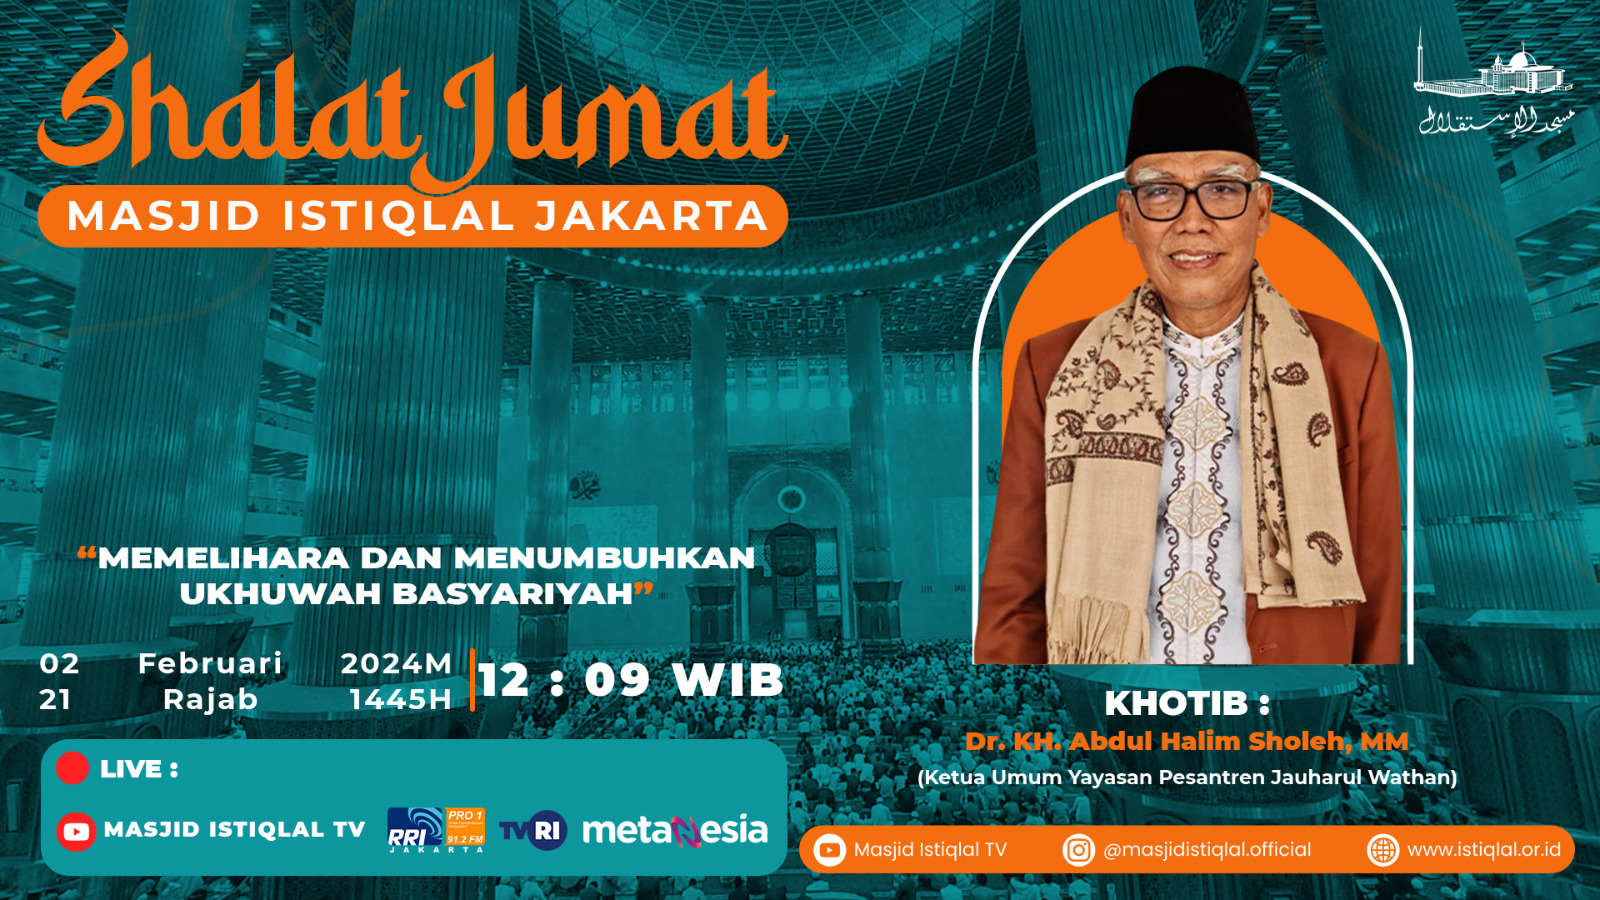 Shalat Jumat
MASJID ISTIQLAL JAKARTA
مسجد الإستقلال
“MEMELIHARA DAN MENUMBUHKAN
UKHUWAH BASYARIYAH”
02 Februari 2024M
21 Rajab 1445H
12 : 09 WIB
LIVE :
MASJID ISTIQLAL TV
RRI
JAKARTA
PRO 1
91.2 FM
TVRI
metaNesia
KHOTIB :
Dr. KH. Abdul Halim Sholeh, MM
(Ketua Umum Yayasan Pesantren Jauharul Wathan)
Masjid Istiqlal TV
@masjidistiqlal.official
www.istiqlal.or.id